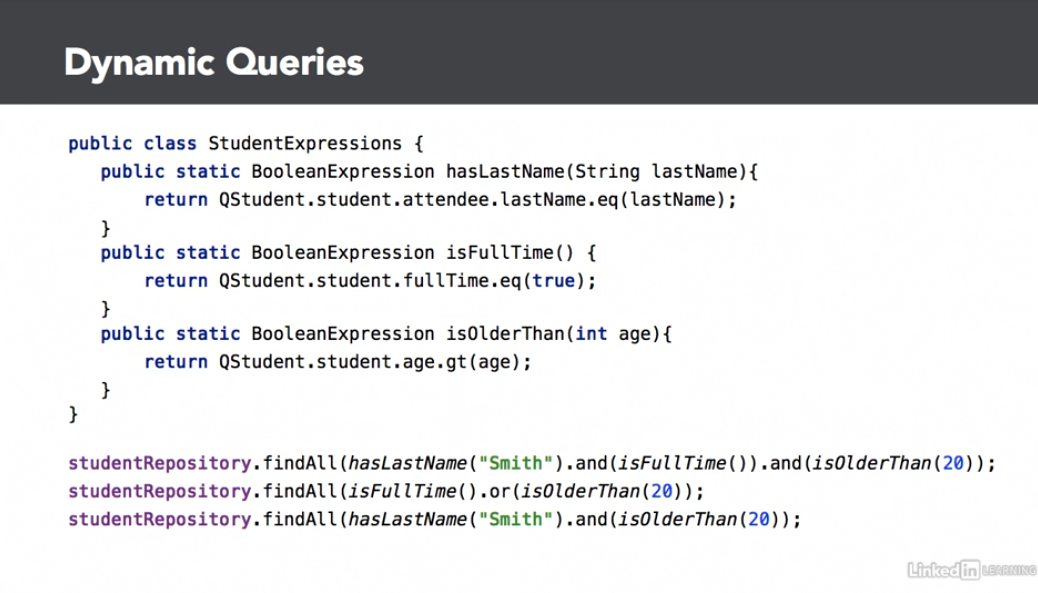 Dynamic Queries
public class StudentExpressions {
public static BooleanExpression hasLastName(String lastName){
return QStudent.student.attendee.lastName.eq(lastName);
}
public static BooleanExpression isFullTime() {
return QStudent.student.fullTime.eq(true);
}
public static BooleanExpression isOlderThan(int age){
return QStudent.student.age.gt(age);
}
}
studentRepository.findAll(hasLastName("Smith").and(isFullTime()).and(isOlderThan(20));
studentRepository.findAll(isFullTime().or(isOlderThan(20));
studentRepository.findAll(hasLastName("Smith").and(isOlderThan(20));
Linked in LEARNING